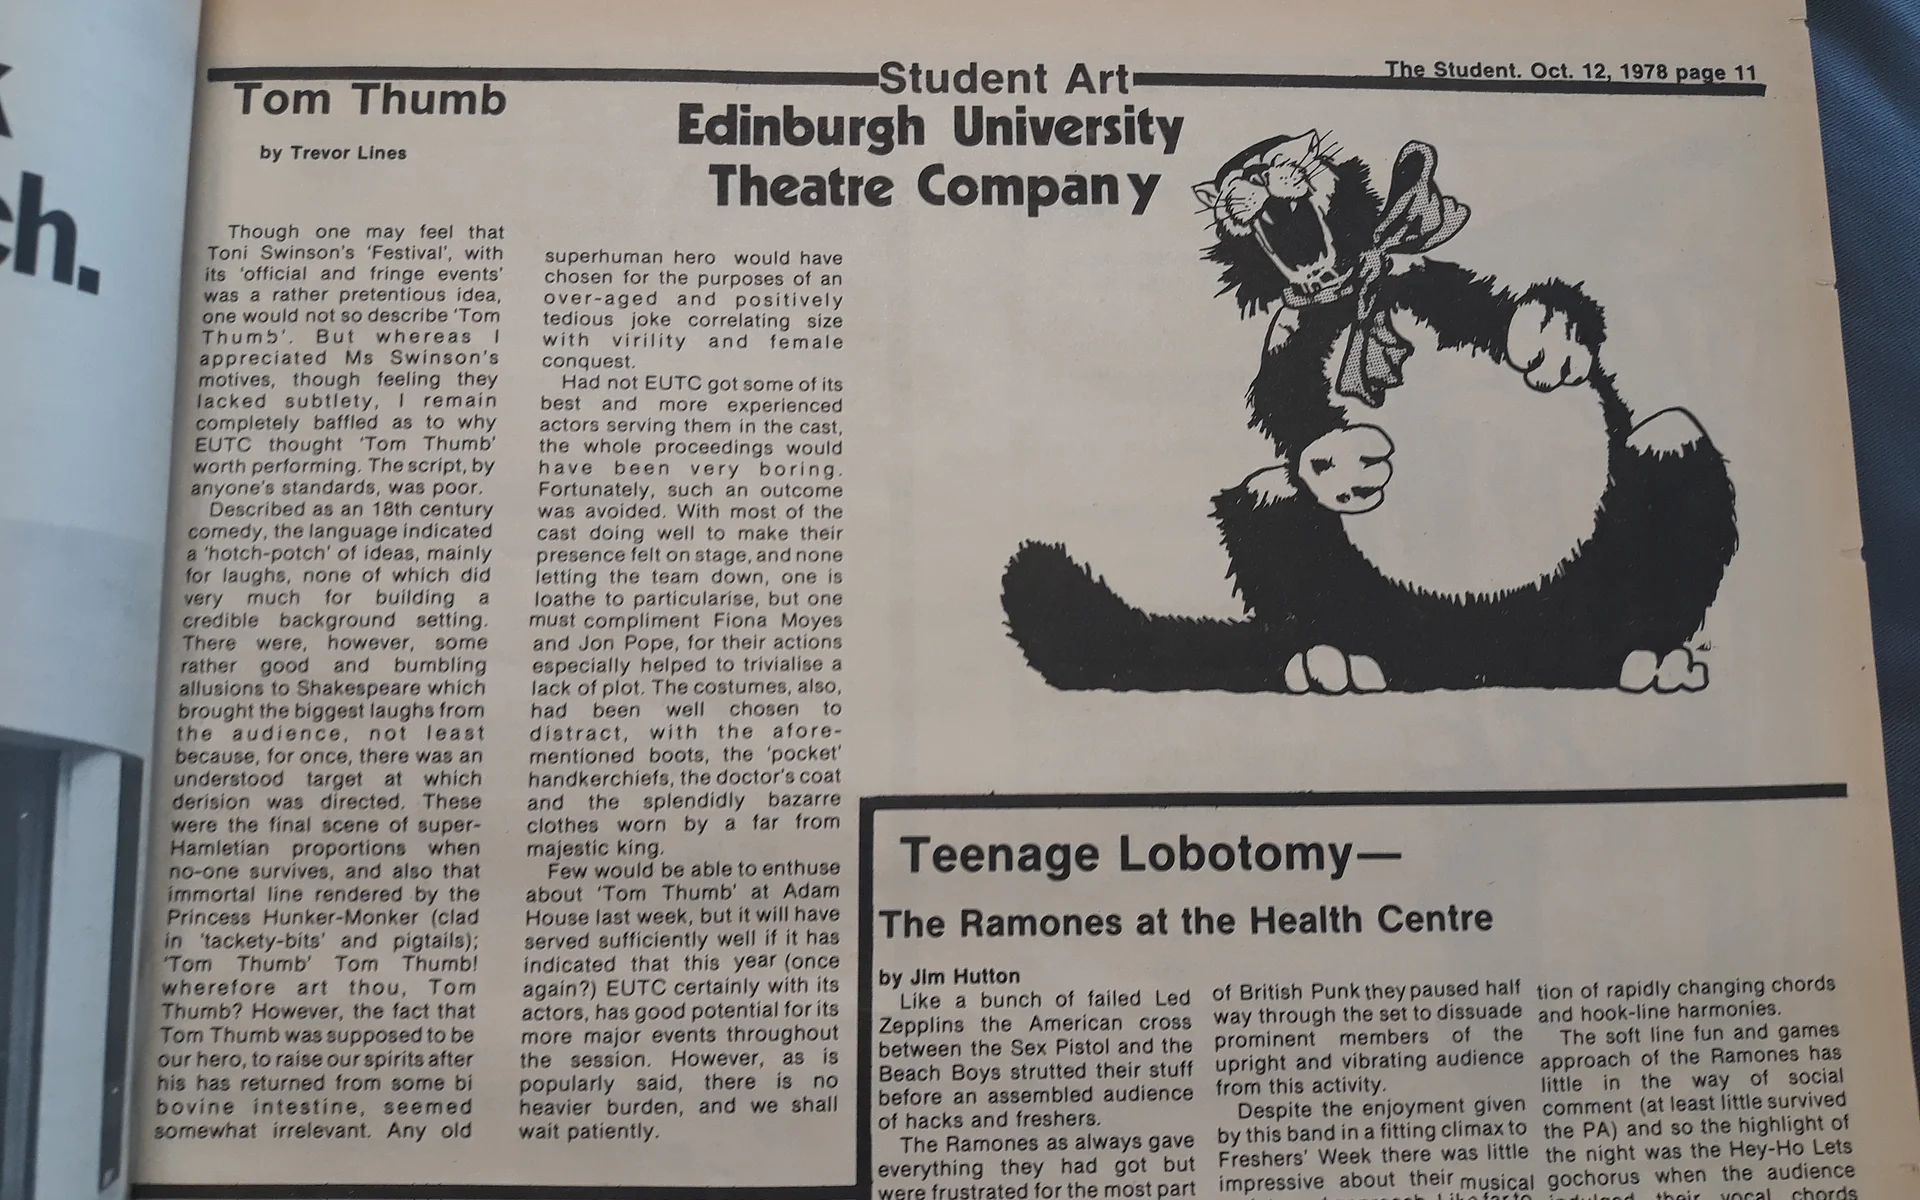 ch.
Student Art
The Student. Oct. 12, 1978 page 11
Tom Thumb
by Trevor Lines
Edinburgh University
Theatre Company
Though one may feel that
Toni Swinson's 'Festival', with
its 'official and fringe events'
was a rather pretentious idea,
one would not so describe 'Tom
Thumb'. But whereas I
appreciated Ms Swinson's
motives, though feeling they
lacked subtlety, I remain
completely baffled as to why
EUTC thought 'Tom Thumb'
worth performing. The script, by
anyone's standards, was poor.
Described as an 18th century
comedy, the language indicated
a 'hotch-potch' of ideas, mainly
for laughs, none of which did
very much for building a
credible background setting.
There were, however, some
rather good and bumbling
allusions to Shakespeare which
brought the biggest laughs from
the audience, not least
because, for once, there was an
understood target at which
derision was directed. These
were the final scene of super-
Hamletian proportions when
no-one survives, and also that
immortal line rendered by the
Princess Hunker-Monker (clad
in 'tackety-bits' and pigtails);
'Tom Thumb' Tom Thumb!
wherefore art thou, Tom
Thumb? However, the fact that
Tom Thumb was supposed to be
our hero, to raise our spirits after
his has returned from some bi
bovine intestine, seemed
somewhat irrelevant. Any old
superhuman hero would have
chosen for the purposes of an
over-aged and positively
tedious joke correlating size
with virility and female
conquest.
Had not EUTC got some of its
best and more experienced
actors serving them in the cast,
the whole proceedings would
have been very boring.
Fortunately, such an outcome
was avoided. With most of the
cast doing well to make their
presence felt on stage, and none
letting the team down, one is
loathe to particularise, but one
must compliment Fiona Moyes
and Jon Pope, for their actions
especially helped to trivialise a
lack of plot. The costumes, also,
had been well chosen to
distract, with the afore-
mentioned boots, the 'pocket'
handkerchiefs, the doctor's coat
and the splendidly bazarre
clothes worn by a far from
majestic king.
Few would be able to enthuse
about 'Tom Thumb' at Adam
House last week, but it will have
served sufficiently well if it has
indicated that this year (once
again?) EUTC certainly with its
actors, has good potential for its
more major events throughout
the session. However, as is
popularly said, there is no
heavier burden, and we shall
wait patiently.
Teenage Lobotomy—
The Ramones at the Health Centre
by Jim Hutton
Like a bunch of failed Led
Zepplins the American cross
between the Sex Pistol and the
Beach Boys strutted their stuff
before an assembled audience
of hacks and freshers.
The Ramones as always gave
everything they had got but
were frustrated for the most part
of British Punk they paused half
way through the set to dissuade
prominent members of the
upright and vibrating audience
from this activity.
Despite the enjoyment given
by this band in a fitting climax to
Freshers' Week there was little
impressive about their musical
tion of rapidly changing chords
and hook-line harmonies.
The soft line fun and games
approach of the Ramones has
little in the way of social
comment (at least little survived
the PA) and so the highlight of
the night was the Hey-Ho Lets
gochorus when the audience
their vocal chords